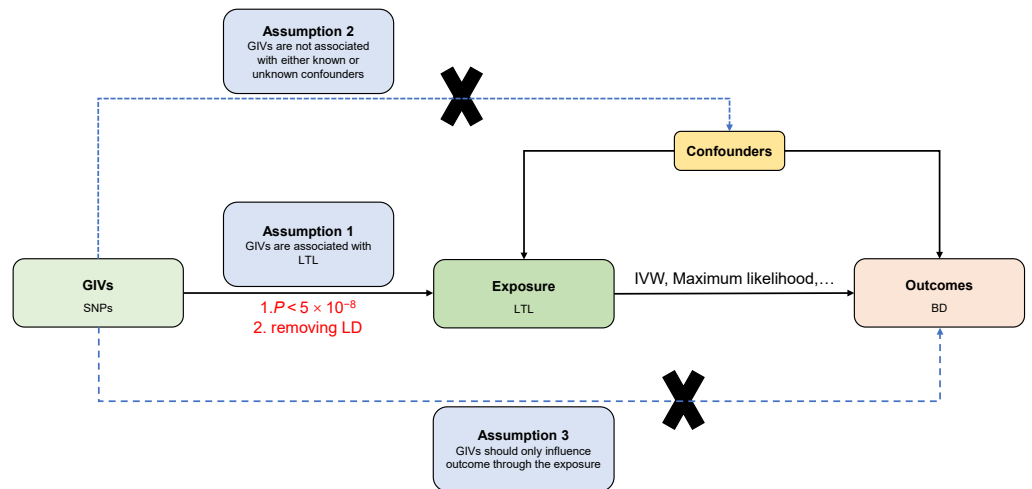 Assumption 2
GIVs are not associated
with either known or
unknown confounders
Confounders
Assumption 1
GIVs are associated with
LTL
GIVs
SNPs
1.P < 5 × 10⁻⁸
2. removing LD
Exposure
LTL
IVW, Maximum likelihood,…
Outcomes
BD
Assumption 3
GIVs should only influence
outcome through the exposure